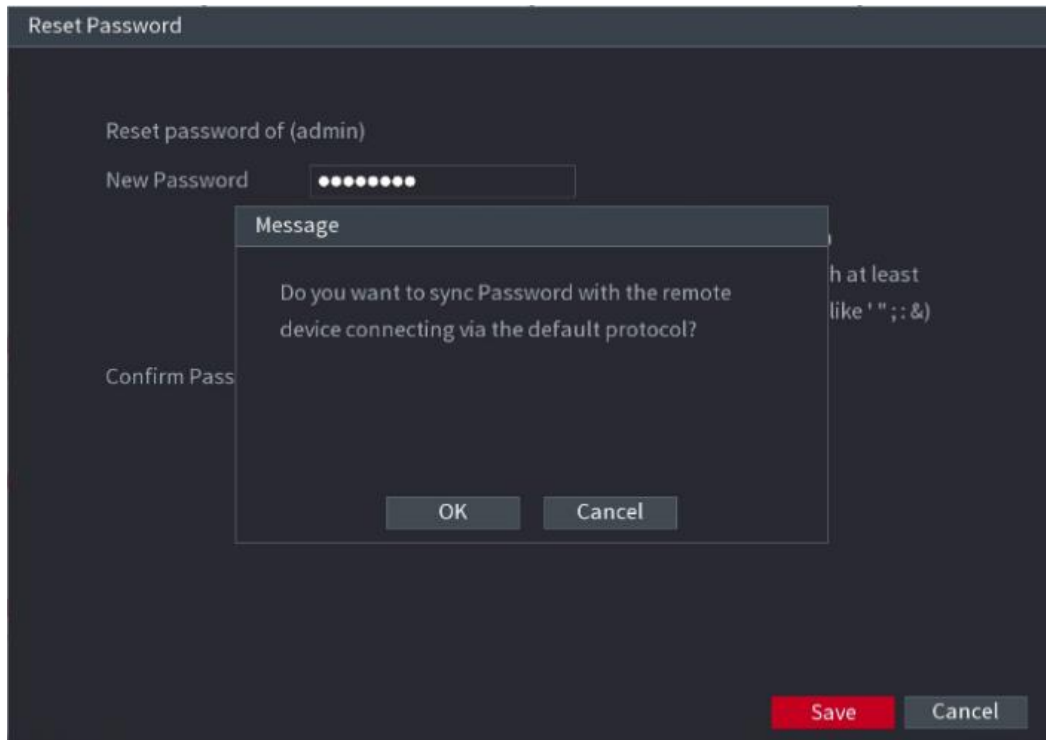 Reset Password
Reset password of (admin)
New Password
Message
Do you want to sync Password with the remote
device connecting via the default protocol?
h at least
like ' " ; : &)
Confirm Pass
OK Cancel
Save Cancel